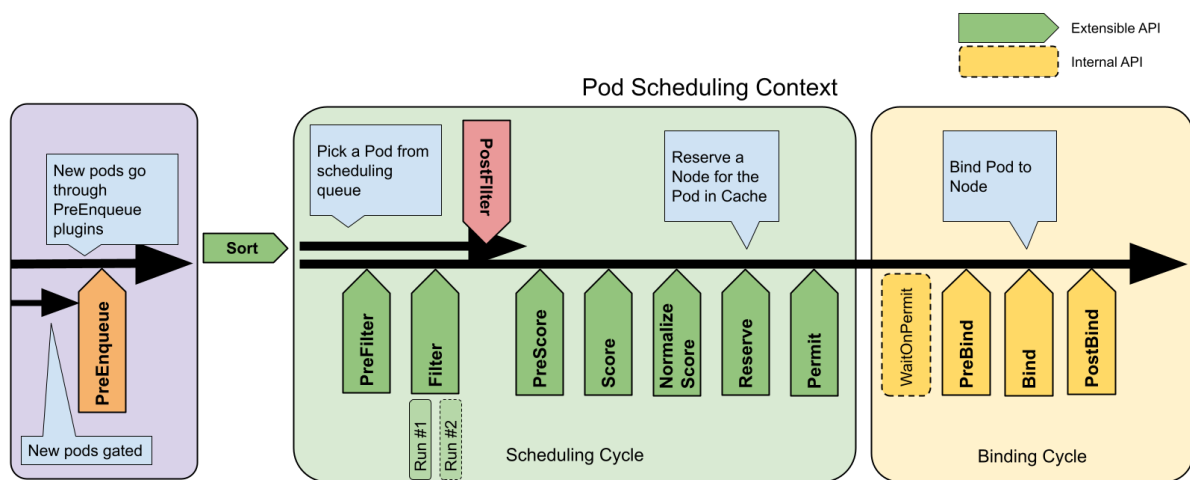 Extensible API
Internal API
Pod Scheduling Context
New pods go
through
PreEnqueue
plugins
PreEnqueue
New pods gated
Sort
Pick a Pod from
scheduling
queue
PostFIlter
Reserve a
Node for the
Pod in Cache
PreFilter
Filter
Run #1
Run #2
PreScore
Score
Normalize
Score
Reserve
Permit
Scheduling Cycle
Bind Pod to
Node
WaitOnPermit
PreBind
Bind
PostBind
Binding Cycle